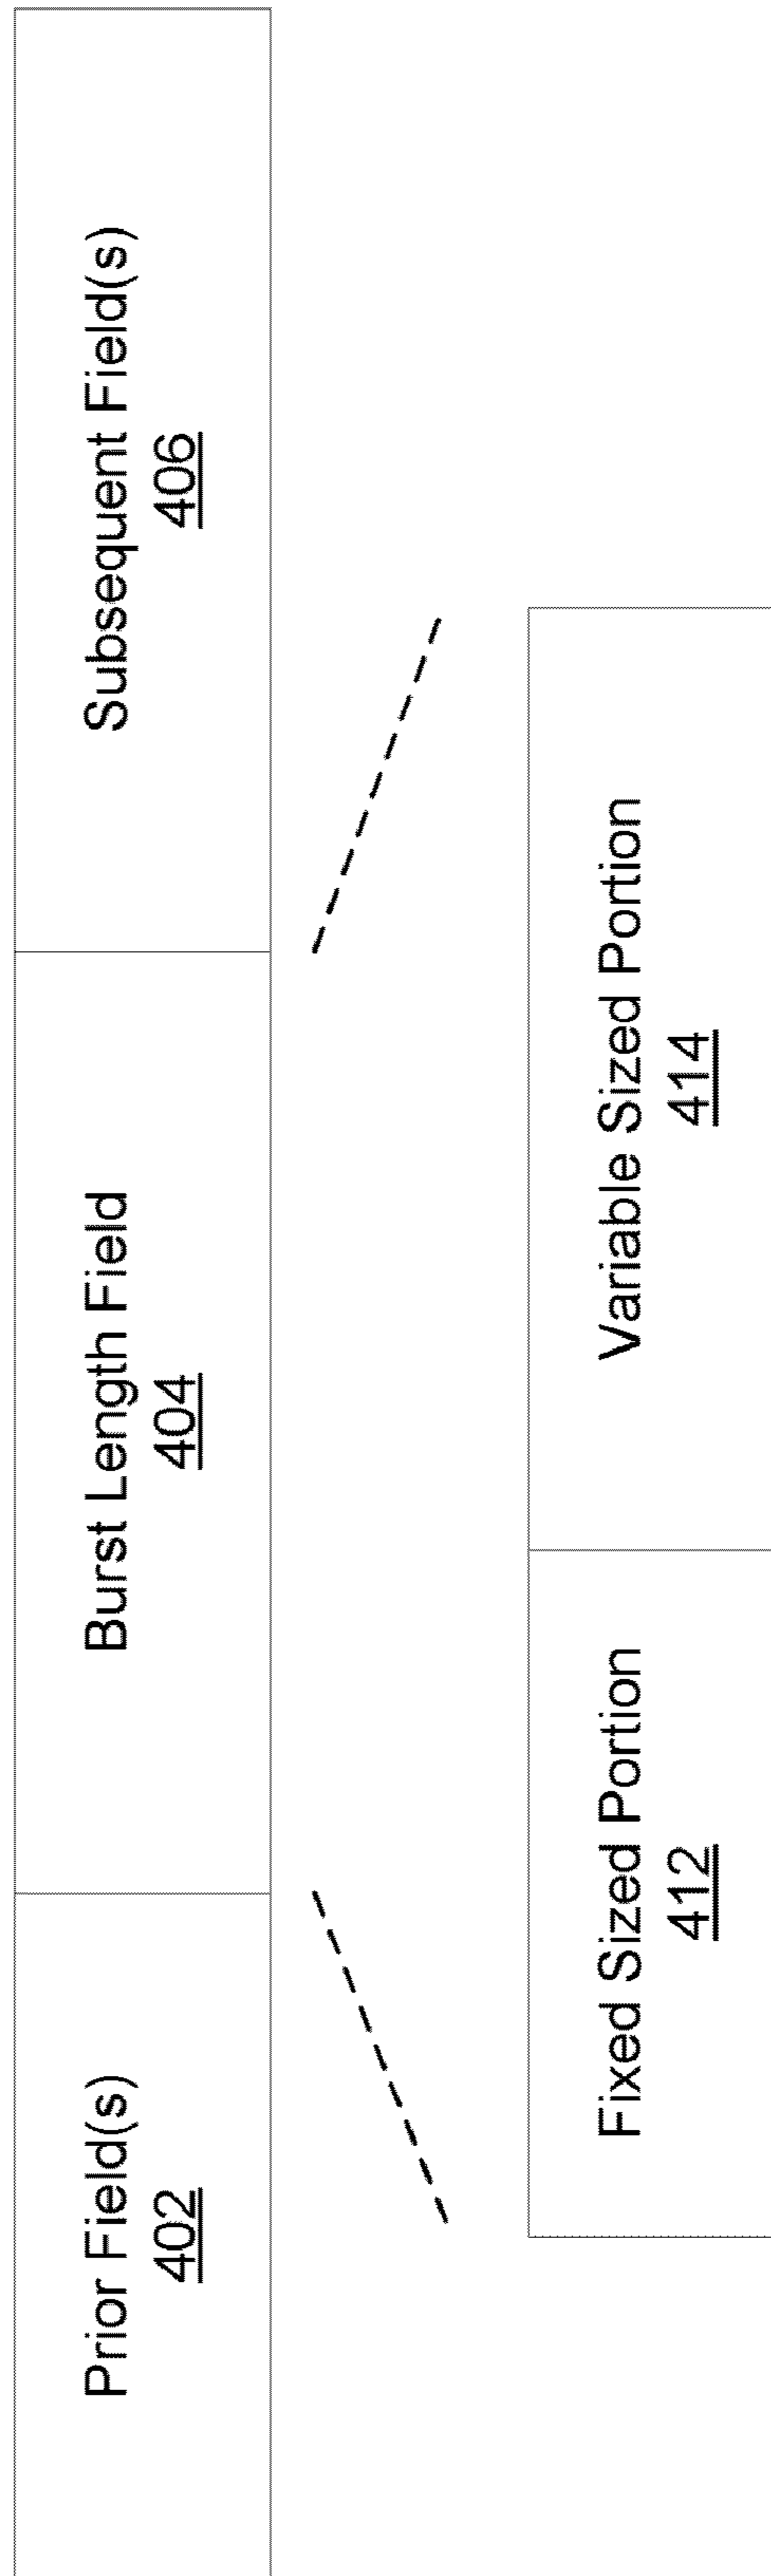 Prior Field(s)
402
Burst Length Field
404
Subsequent Field(s)
406
Fixed Sized Portion
412
Variable Sized Portion
414